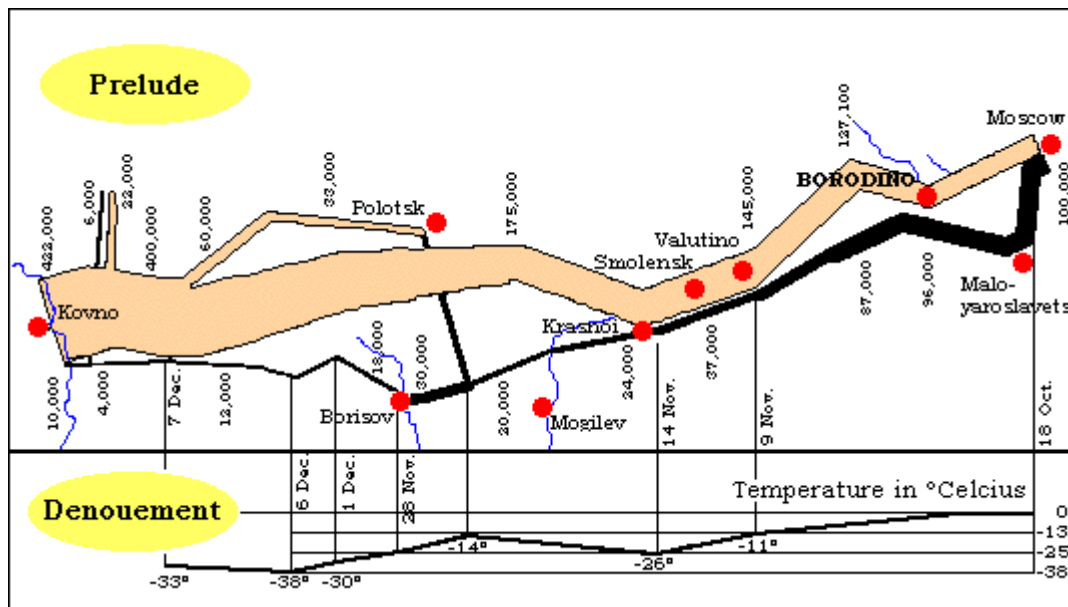 Prelude
422,000
6,000
22,000
400,000
60,000
33,000
Polotsk
175,000
Smolensk
Valutino
145,000
127,100
BORODINO
Moscow
100,000
Kovno
Krasnoi
Malo-
yaroslavets
87,000
96,000
10,000
4,000
7 Dec.
12,000
18,000
30,000
Borisov
20,000
Mogilev
24,000
14 Nov.
37,000
9 Nov.
18 Oct.
Denouement
6 Dec.
1 Dec.
28 Nov.
Temperature in °Celcius
0
-13
-25
-38
-33°
-38°
-30°
-14°
-26°
-11°